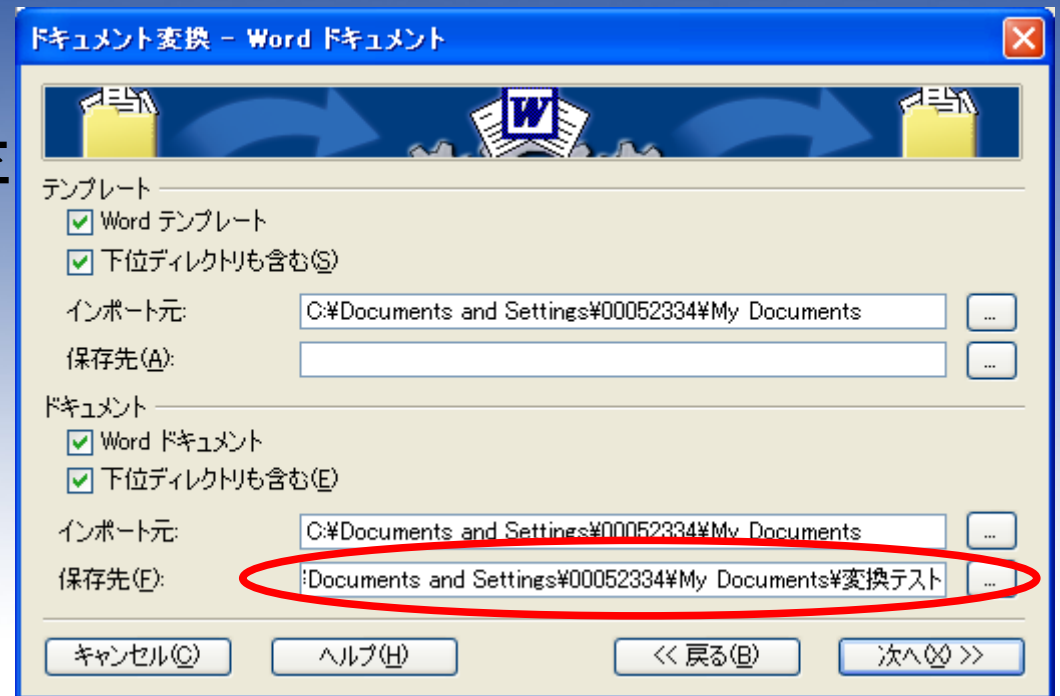 ドキュメント変換 - Word ドキュメント
W
テンプレート
Word テンプレート
下位ディレクトリも含む(S)
インポート元: C:¥Documents and Settings¥00052334¥My Documents ...
保存先(A): ...
ドキュメント
Word ドキュメント
下位ディレクトリも含む(E)
インポート元: C:¥Documents and Settings¥00052334¥My Documents ...
保存先(F): Documents and Settings¥00052334¥My Documents¥変換テスト ...
キャンセル(C) ヘルプ(H) << 戻る(B) 次へ(X) >>